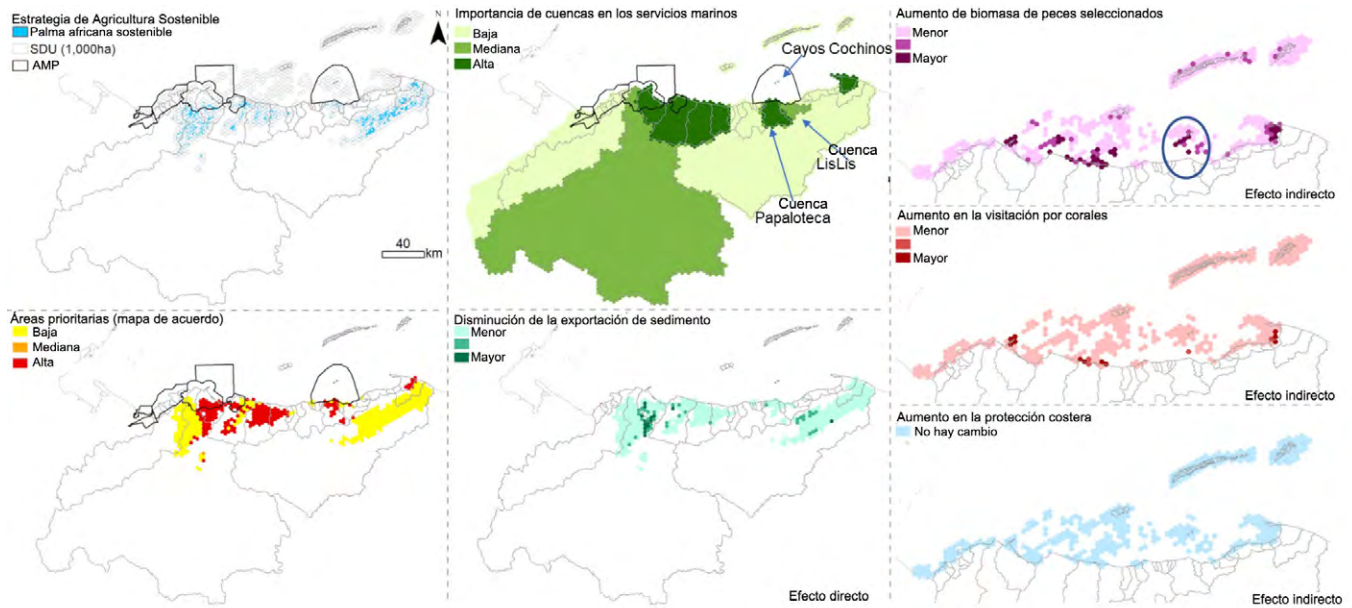 Estrategia de Agricultura Sostenible
Palma africana sostenible
SDU (1,000ha)
AMP
N
40
km
Importancia de cuencas en los servicios marinos
Baja
Mediana
Alta
Cayos Cochinos
Cuenca
LisLis
Cuenca
Papaloteca
Aumento de biomasa de peces seleccionados
Menor
Mayor
Efecto indirecto
Aumento en la visitación por corales
Menor
Mayor
Áreas prioritarias (mapa de acuerdo)
Baja
Mediana
Alta
Disminución de la exportación de sedimento
Menor
Mayor
Efecto directo
Efecto indirecto
Aumento en la protección costera
No hay cambio
Efecto indirecto